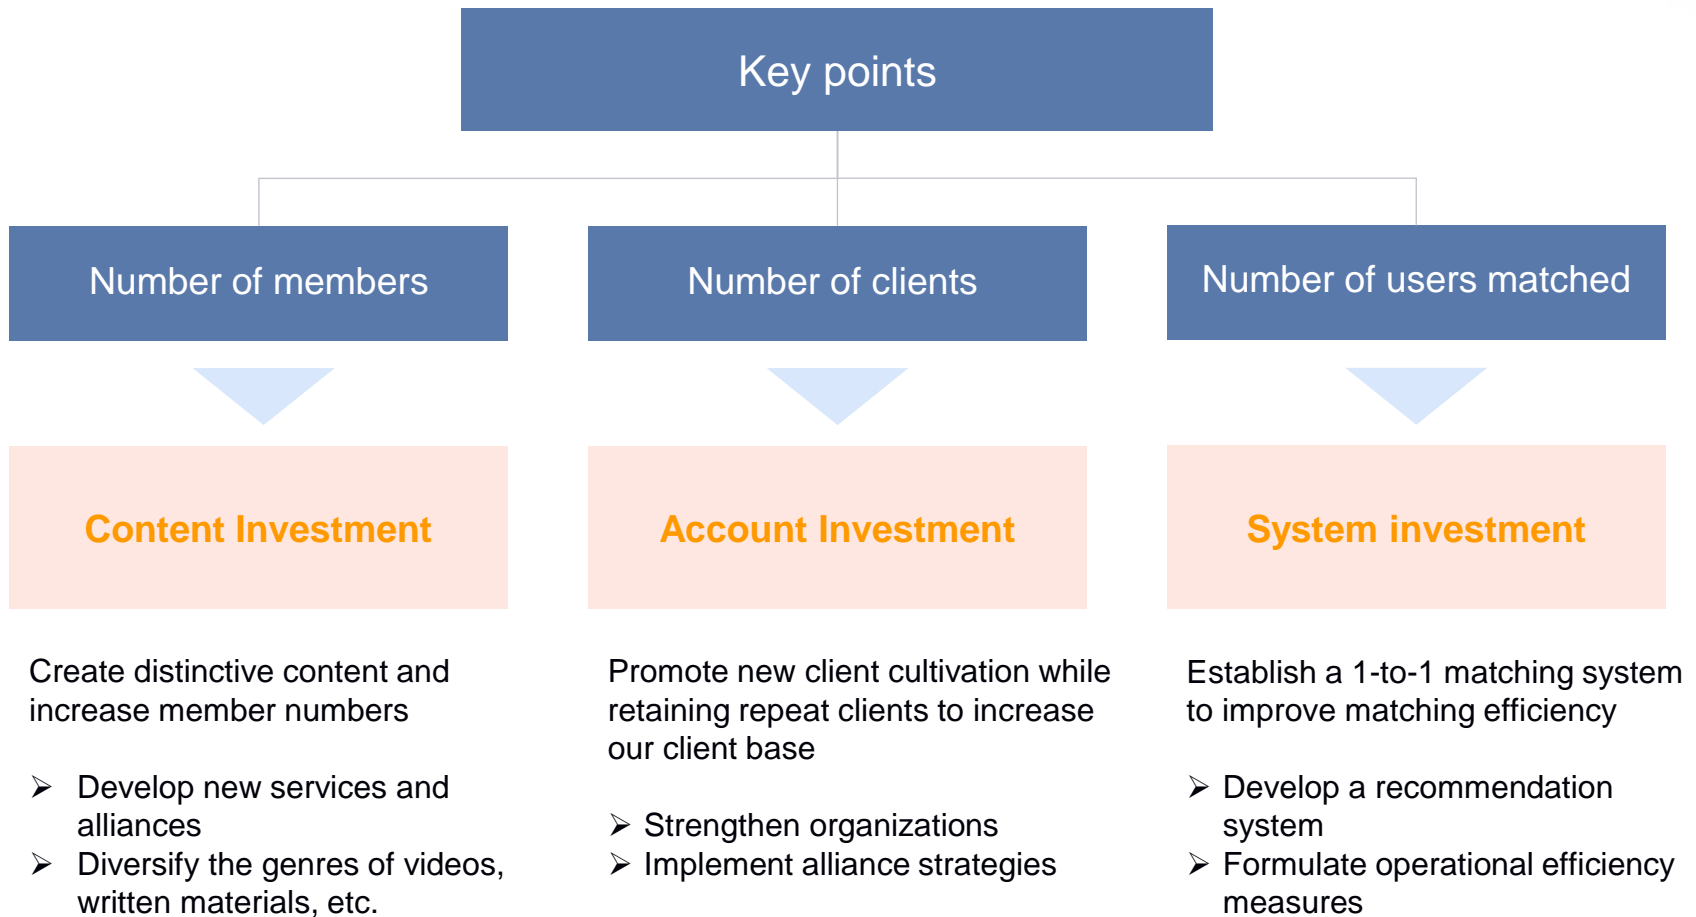 Key points
Number of members
Number of clients
Number of users matched
Content Investment
Account Investment
System investment
Create distinctive content and
increase member numbers
➢ Develop new services and
alliances
➢ Diversify the genres of videos,
written materials, etc.
Promote new client cultivation while
retaining repeat clients to increase
our client base
➢ Strengthen organizations
➢ Implement alliance strategies
Establish a 1-to-1 matching system
to improve matching efficiency
➢ Develop a recommendation
system
➢ Formulate operational efficiency
measures